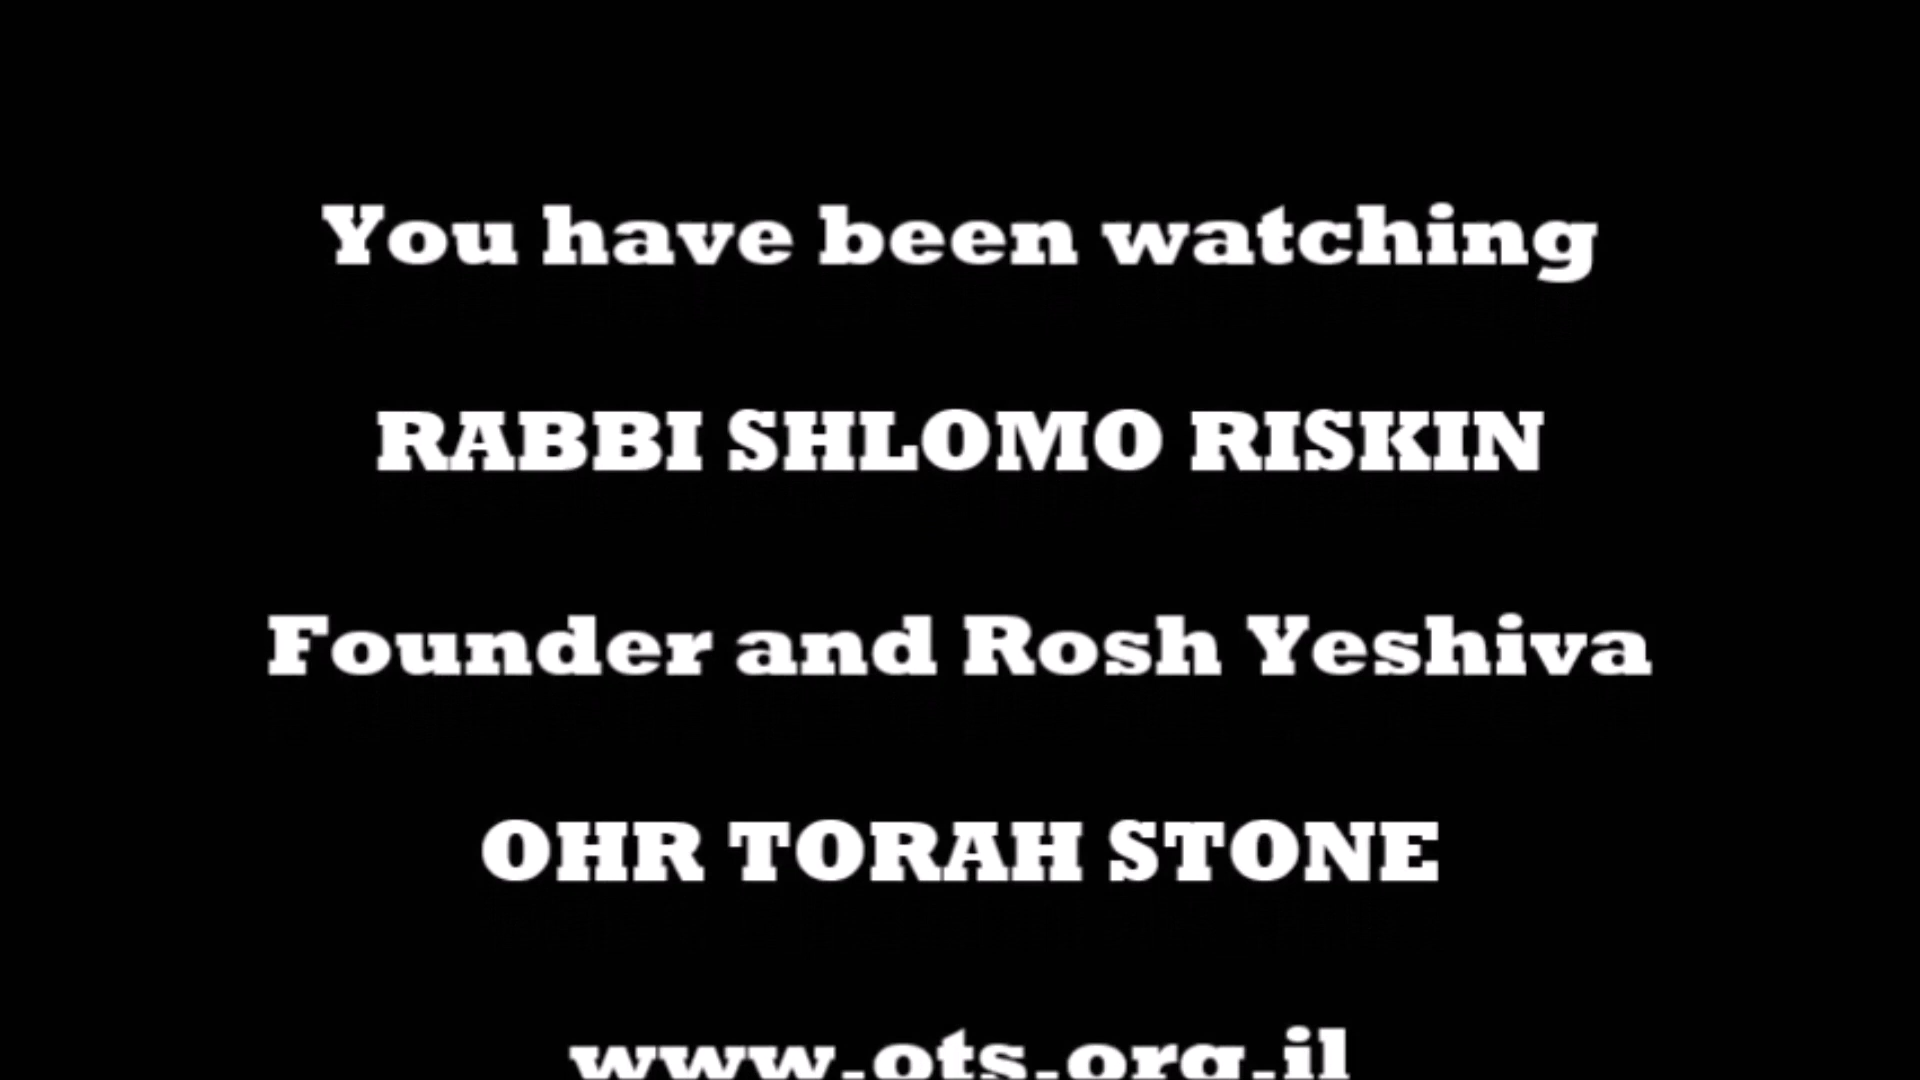 You have been watching
RABBI SHLOMO RISKIN
Founder and Rosh Yeshiva
OHR TORAH STONE
www.ots.org.il